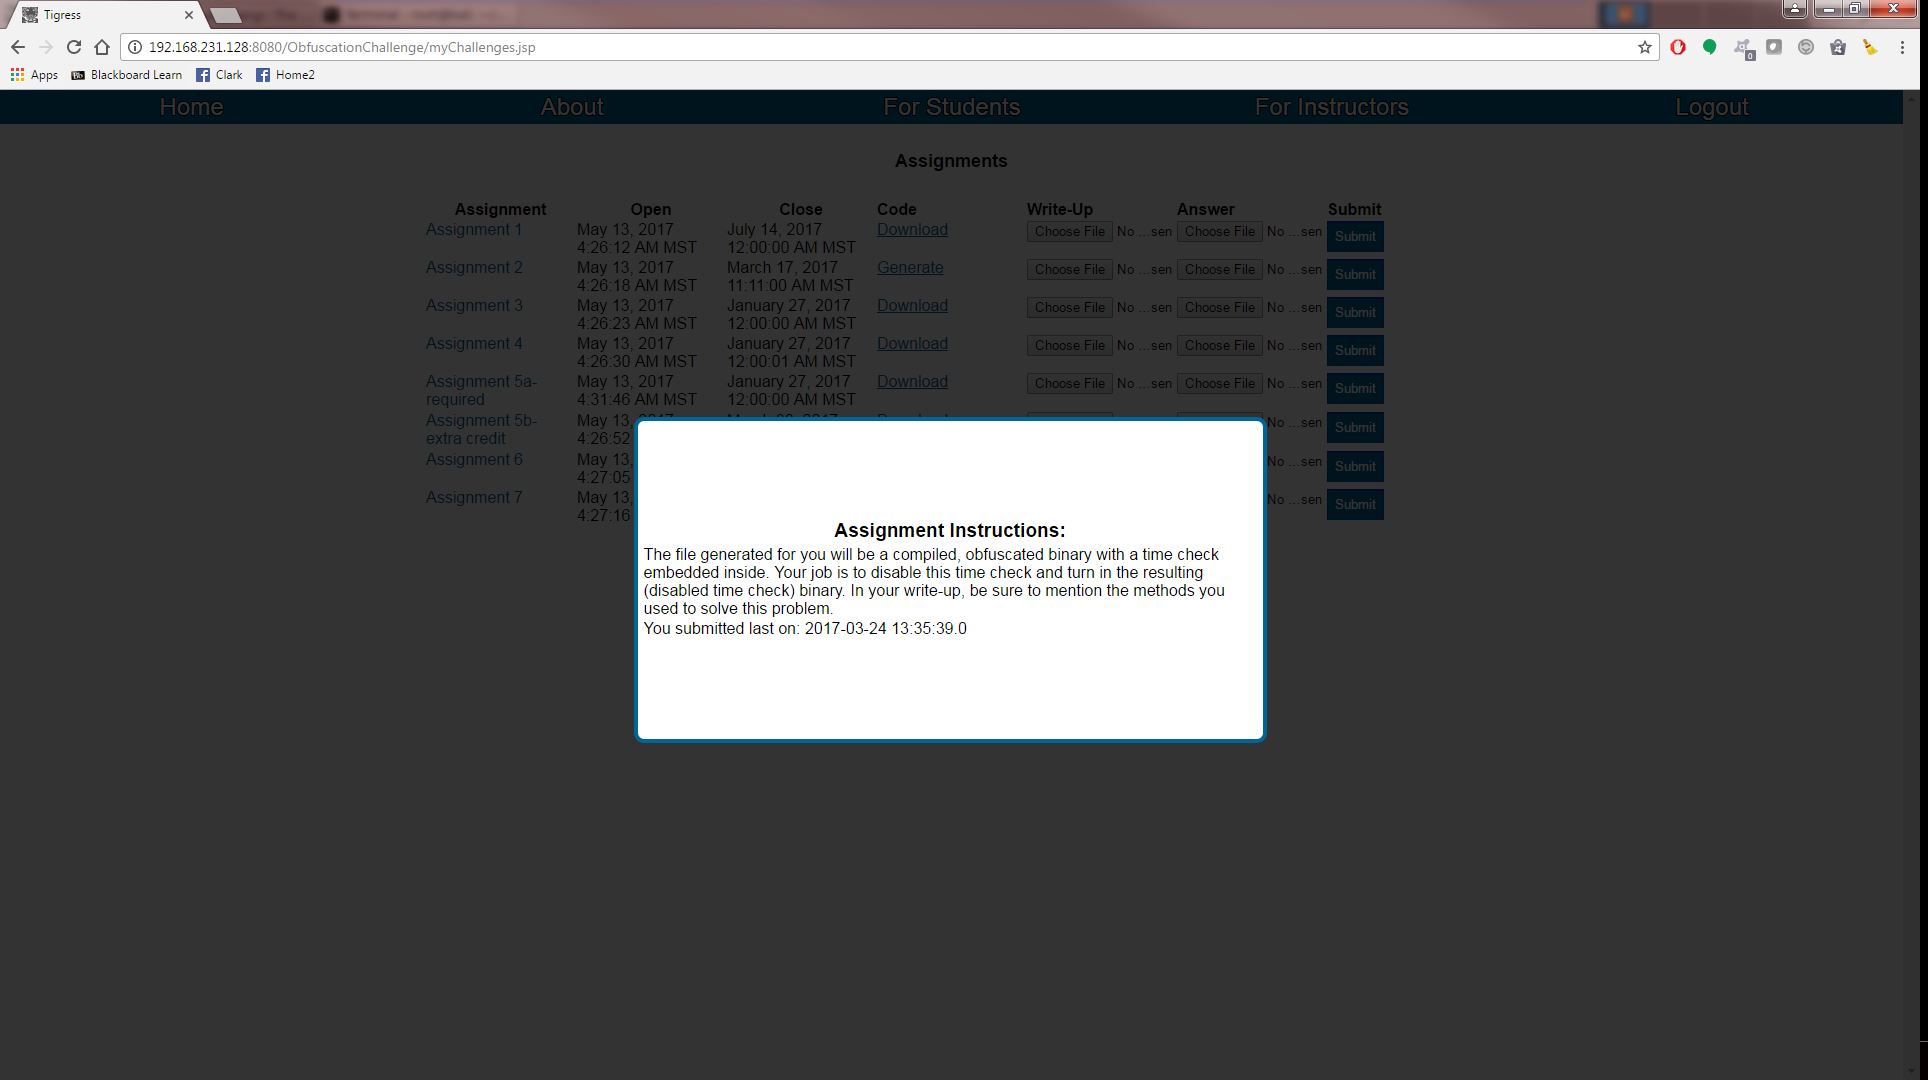 Tigress
192.168.231.128:8080/ObfuscationChallenge/myChallenges.jsp
0
Apps Bb Blackboard Learn Clark Home2
Home About For Students For Instructors Logout
Assignments
Assignment Open Close Code Write-Up Answer Submit
Assignment 1 May 13, 2017 July 14, 2017 Download Choose File No ...sen Choose File No ...sen Submit
4:26:12 AM MST 12:00:00 AM MST
Assignment 2 May 13, 2017 March 17, 2017 Generate Choose File No ...sen Choose File No ...sen Submit
4:26:18 AM MST 11:11:00 AM MST
Assignment 3 May 13, 2017 January 27, 2017 Download Choose File No ...sen Choose File No ...sen Submit
4:26:23 AM MST 12:00:00 AM MST
Assignment 4 May 13, 2017 January 27, 2017 Download Choose File No ...sen Choose File No ...sen Submit
4:26:30 AM MST 12:00:01 AM MST
Assignment 5a- May 13, 2017 January 27, 2017 Download Choose File No ...sen Choose File No ...sen Submit
required 4:31:46 AM MST 12:00:00 AM MST
Assignment 5b- May 13, No ...sen Submit
extra credit 4:26:52
Assignment 6 May 13, No ...sen Submit
4:27:05
Assignment 7 May 13, No ...sen Submit
4:27:16
Assignment Instructions:
The file generated for you will be a compiled, obfuscated binary with a time check
embedded inside. Your job is to disable this time check and turn in the resulting
(disabled time check) binary. In your write-up, be sure to mention the methods you
used to solve this problem.
You submitted last on: 2017-03-24 13:35:39.0